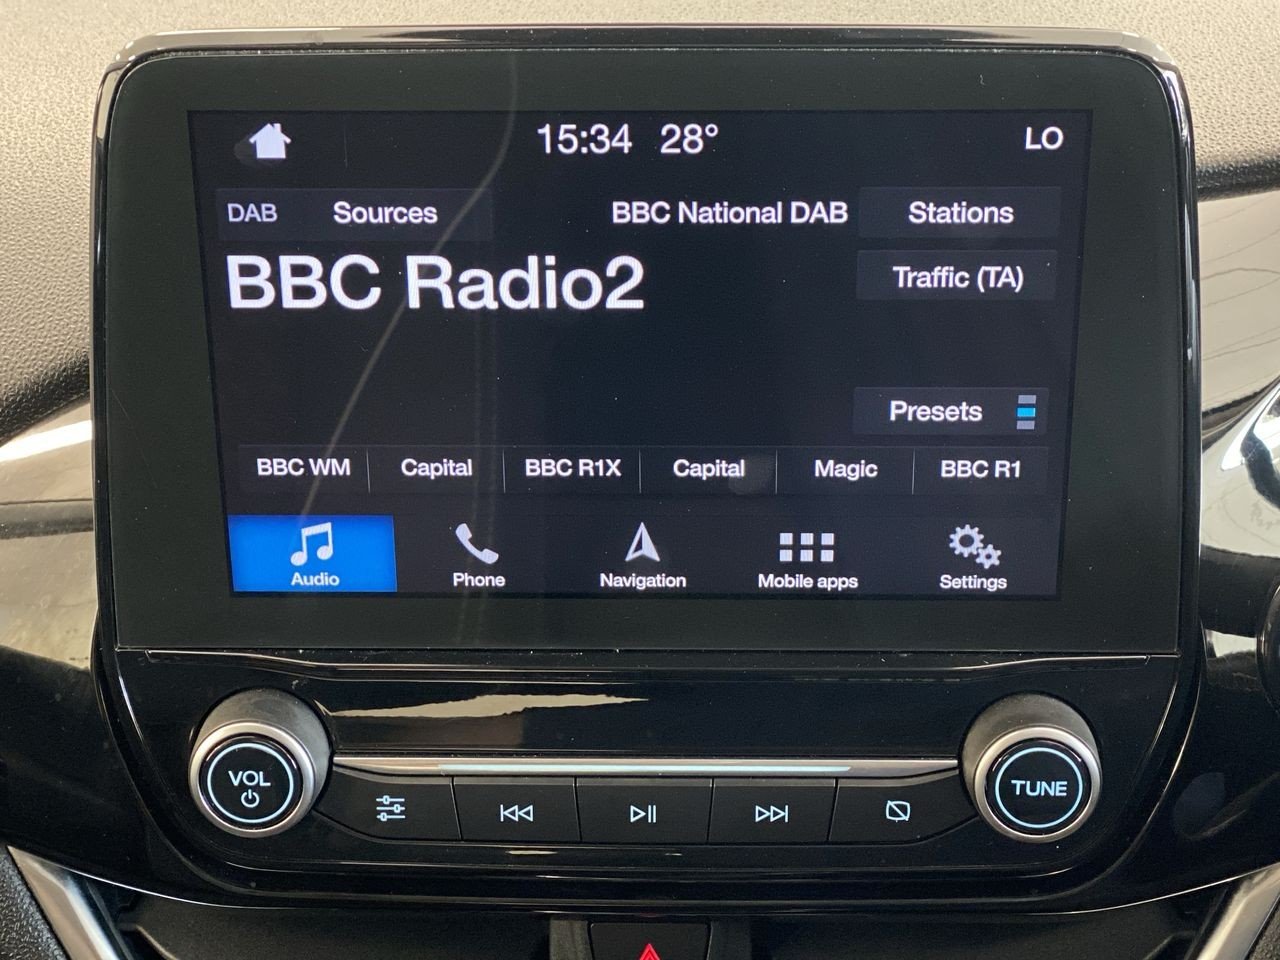 15:34 28° LO
DAB Sources BBC National DAB Stations
BBC Radio2
Traffic (TA)
Presets
BBC WM Capital BBC R1X Capital Magic BBC R1
Audio Phone Navigation Mobile apps Settings
VOL
TUNE